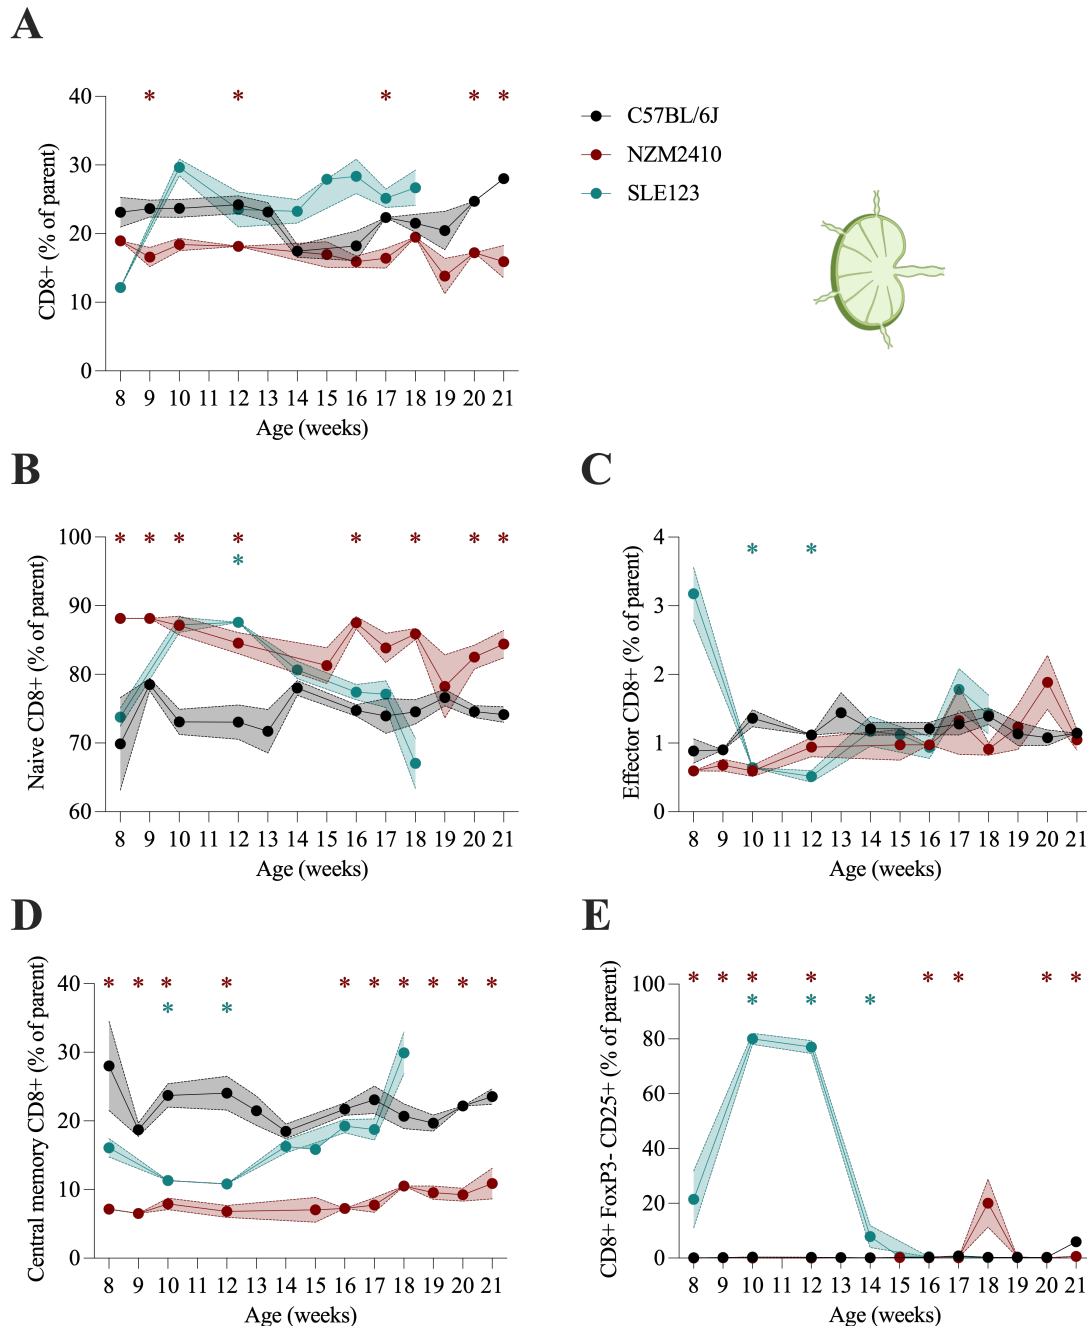 A
CD8+ (% of parent)
40
30
20
10
0
* * * * *
8 9 10 11 12 13 14 15 16 17 18 19 20 21
Age (weeks)
C57BL/6J
NZM2410
SLE123
B
Naive CD8+ (% of parent)
100
90
80
70
60
* * * * * * * *
*
8 9 10 11 12 13 14 15 16 17 18 19 20 21
Age (weeks)
C
Effector CD8+ (% of parent)
4
3
2
1
0
* *
8 9 10 11 12 13 14 15 16 17 18 19 20 21
Age (weeks)
D
Central memory CD8+ (% of parent)
40
30
20
10
0
* * * * * * * * * *
* *
8 9 10 11 12 13 14 15 16 17 18 19 20 21
Age (weeks)
E
CD8+ FoxP3- CD25+ (% of parent)
100
80
60
40
20
0
* * * * * * * *
* * *
8 9 10 11 12 13 14 15 16 17 18 19 20 21
Age (weeks)